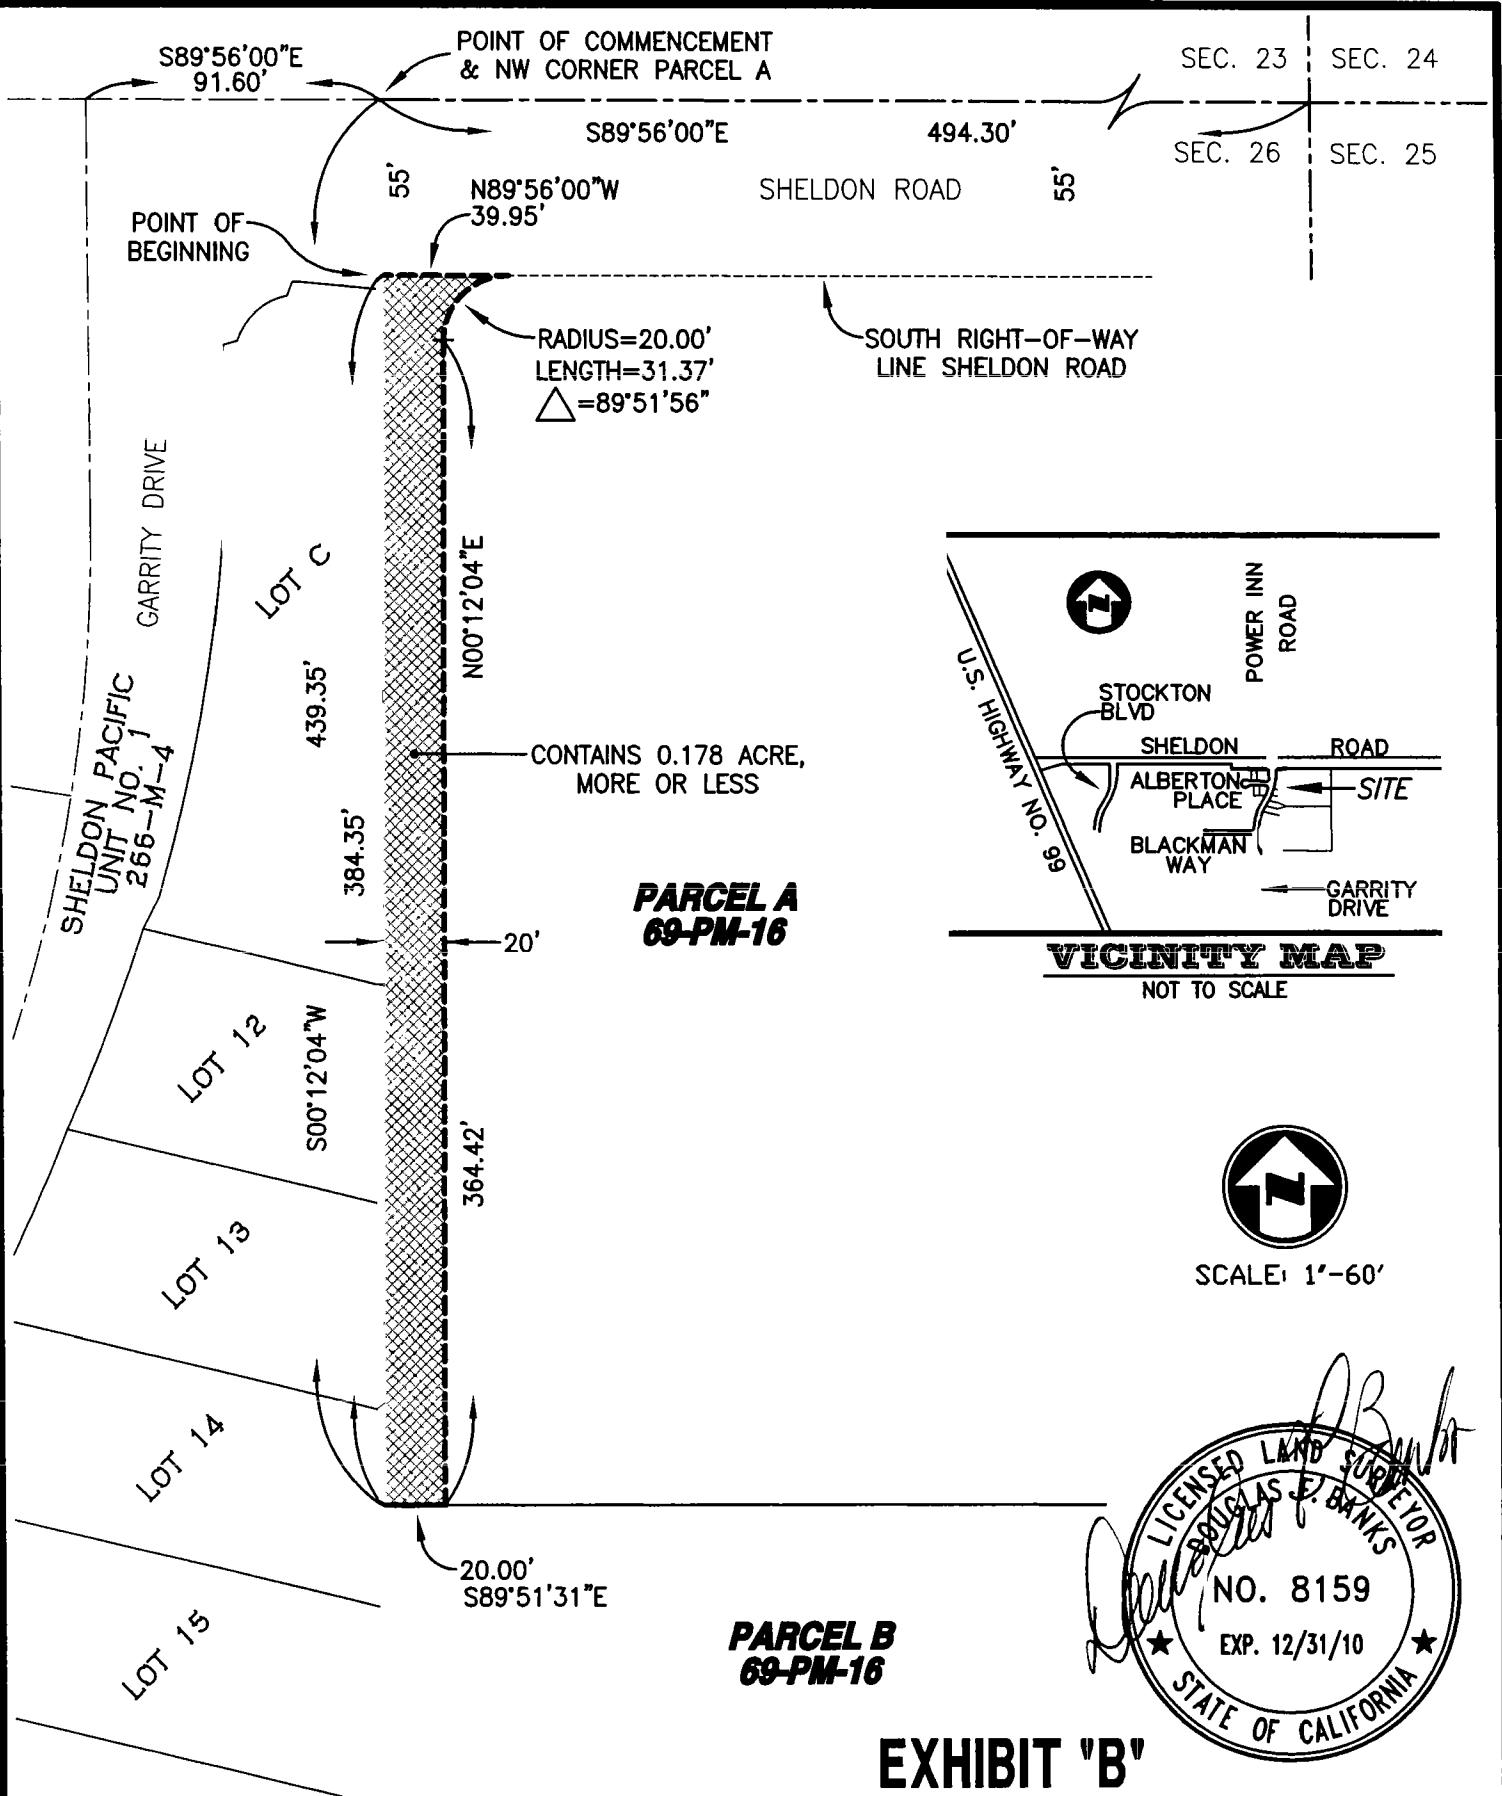 S89°56'00"E
91.60'
POINT OF COMMENCEMENT
& NW CORNER PARCEL A
SEC. 23
SEC. 24
S89°56'00"E
494.30'
SEC. 26
SEC. 25
55'
N89°56'00"W
39.95'
SHELDON ROAD
55'
POINT OF
BEGINNING
RADIUS=20.00'
LENGTH=31.37'
△=89°51'56"
SOUTH RIGHT-OF-WAY
LINE SHELDON ROAD
GARRITY DRIVE
LOT C
N00°12'04"E
439.35'
SHELDON PACIFIC
UNIT NO. 1
266-M-4
CONTAINS 0.178 ACRE,
MORE OR LESS
384.35'
PARCEL A
69-PM-16
20'
POWER INN
ROAD
N
U.S. HIGHWAY NO. 99
STOCKTON
BLVD
SHELDON
ROAD
ALBERTON
PLACE
SITE
BLACKMAN
WAY
GARRITY
DRIVE
VICINITY MAP
NOT TO SCALE
LOT 12
S00°12'04"W
364.42'
N
SCALE: 1"-60'
LOT 13
LOT 14
20.00'
S89°51'31"E
LOT 15
PARCEL B
69-PM-16
LICENSED LAND SURVEYOR
DOUGLAS E. BANKS
NO. 8159
EXP. 12/31/10
STATE OF CALIFORNIA
EXHIBIT "B"